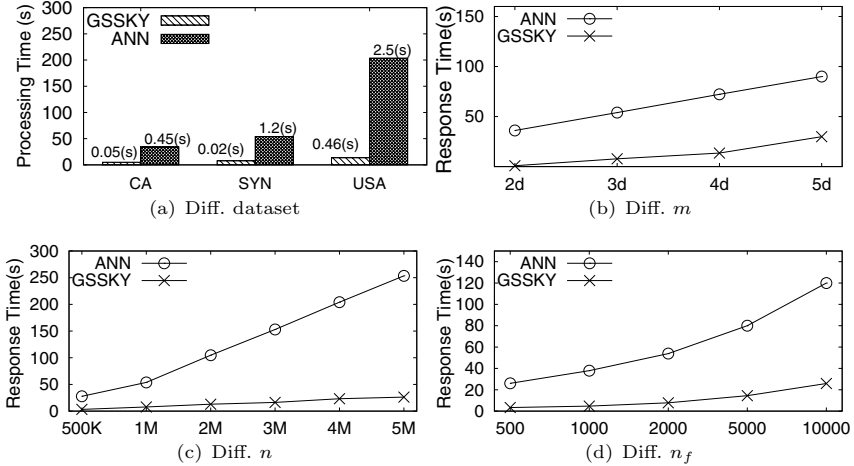 GSSKY
ANN
Processing Time (s)
300
250
200
150
100
50
0
0.05(s)
0.45(s)
0.02(s)
1.2(s)
0.46(s)
2.5(s)
CA SYN USA
(a) Diff. dataset
ANN
GSSKY
Response Time(s)
150
100
50
2d 3d 4d 5d
(b) Diff. m
ANN
GSSKY
Response Time(s)
300
250
200
150
100
50
0
500K 1M 2M 3M 4M 5M
(c) Diff. n
ANN
GSSKY
Response Time(s)
140
120
100
80
60
40
20
0
500 1000 2000 5000 10000
(d) Diff. n_f